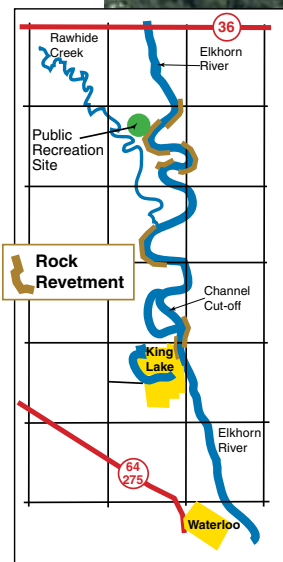 36
Rawhide
Creek
Elkhorn
River
Public
Recreation
Site
Rock
Revetment
Channel
Cut-off
King
Lake
Elkhorn
River
64
275
Waterloo